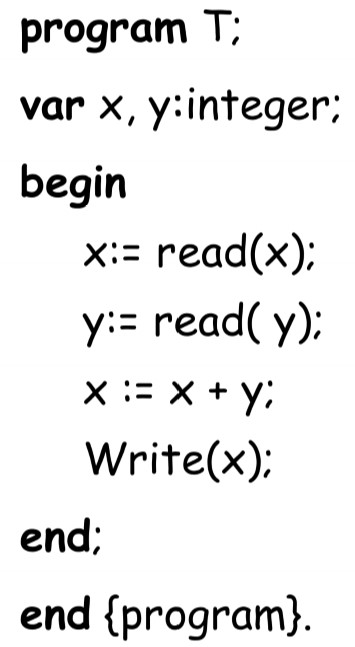 program T;
var x, y:integer;
begin
x:= read(x);
y:= read( y);
x := x + y;
Write(x);
end;
end {program}.